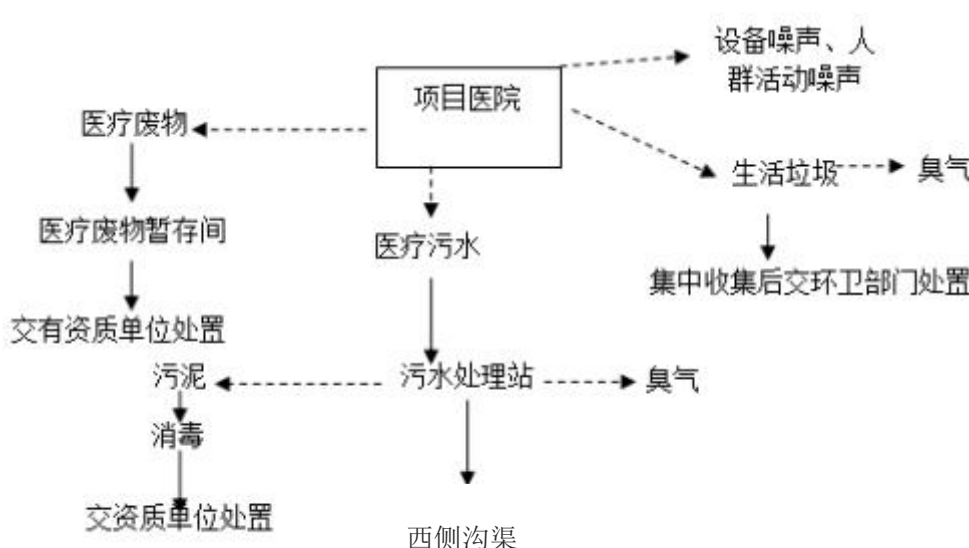 设备噪声、人
群活动噪声
项目医院
医疗废物
生活垃圾
臭气
医疗废物暂存间
医疗污水
集中收集后交环卫部门处置
交有资质单位处置
污泥
污水处理站
臭气
消毒
交资质单位处置
西侧沟渠